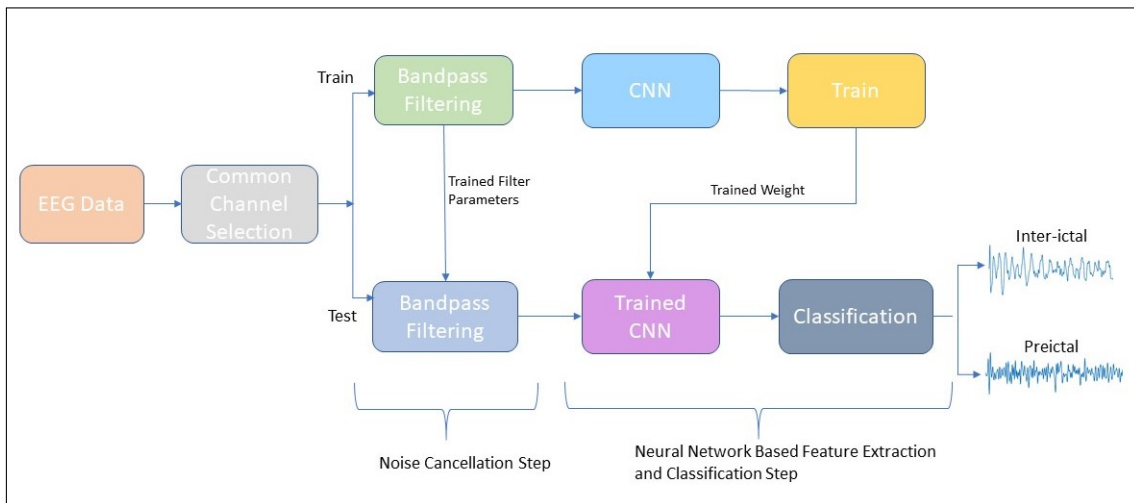 Train
Bandpass
Filtering
CNN
Train
EEG Data
Common
Channel
Selection
Trained Filter
Parameters
Trained Weight
Test
Bandpass
Filtering
Trained
CNN
Classification
Inter-ictal
Preictal
Noise Cancellation Step
Neural Network Based Feature Extraction
and Classification Step